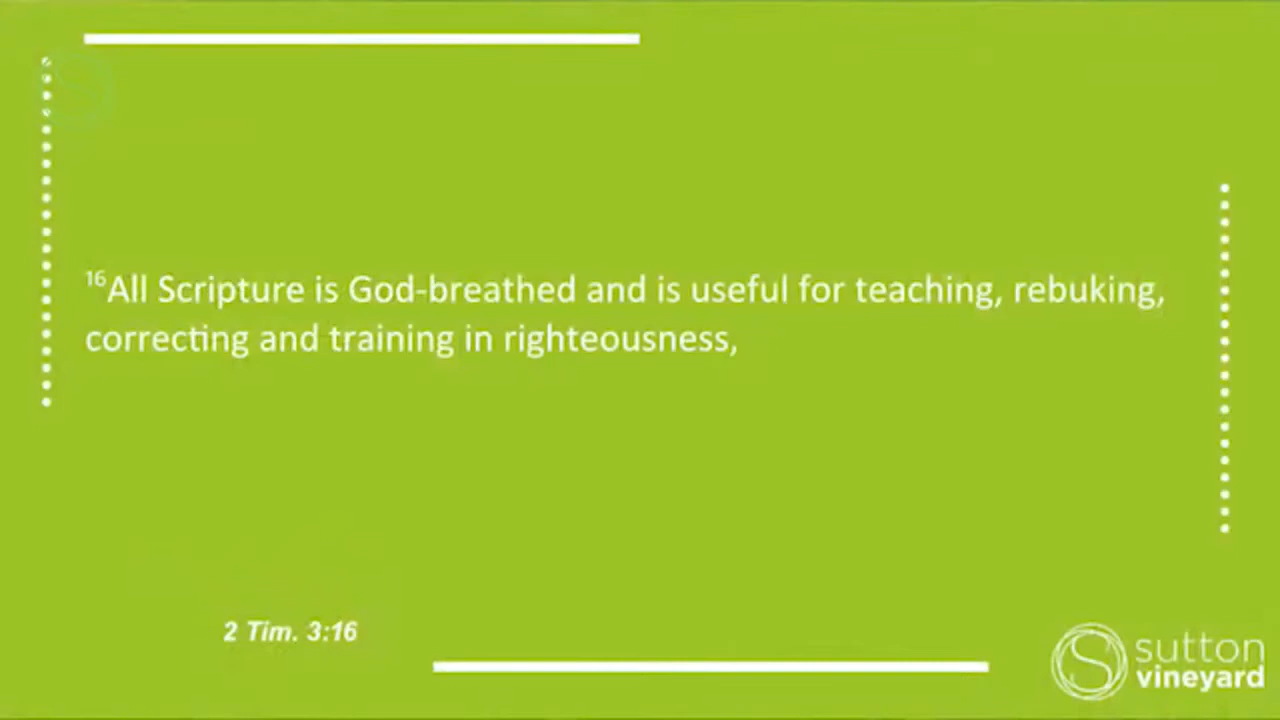 16All Scripture is God-breathed and is useful for teaching, rebuking,
correcting and training in righteousness,
2 Tim. 3:16
sutton
vineyard